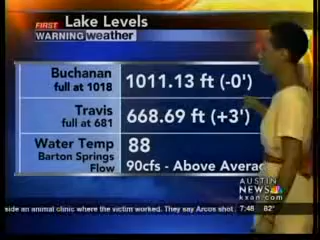 Lake Levels
FIRST
WARNING weather
Buchanan
full at 1018
1011.13 ft (-0')
Travis
full at 681
668.69 ft (+3')
Water Temp
88
Barton Springs
Flow
90cfs - Above Avera
AUSTIN
NEWS
kxan.com
7:48 82°
side an animal clinic where the victim worked. They say Arcos shot